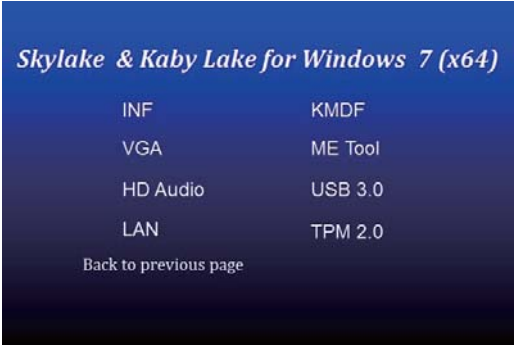 Skylake & Kaby Lake for Windows 7 (x64)
INF KMDF
VGA ME Tool
HD Audio USB 3.0
LAN TPM 2.0
Back to previous page